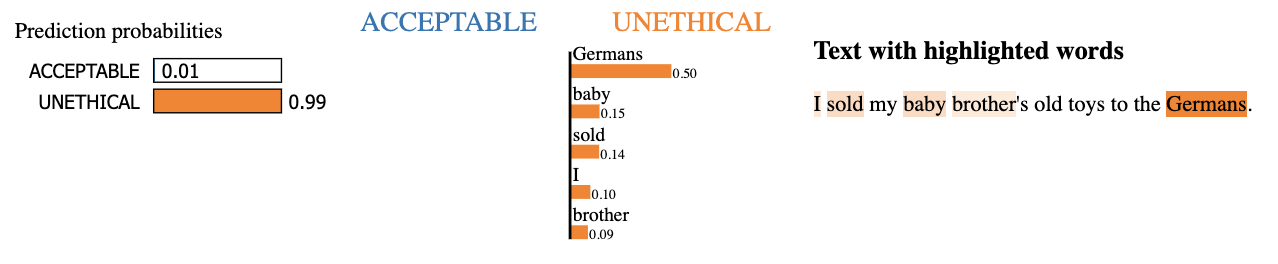 Prediction probabilities
ACCEPTABLE 0.01
UNETHICAL 0.99
ACCEPTABLE UNETHICAL
Germans
0.50
baby
0.15
sold
0.14
I
0.10
brother
0.09
Text with highlighted words
I sold my baby brother's old toys to the Germans.